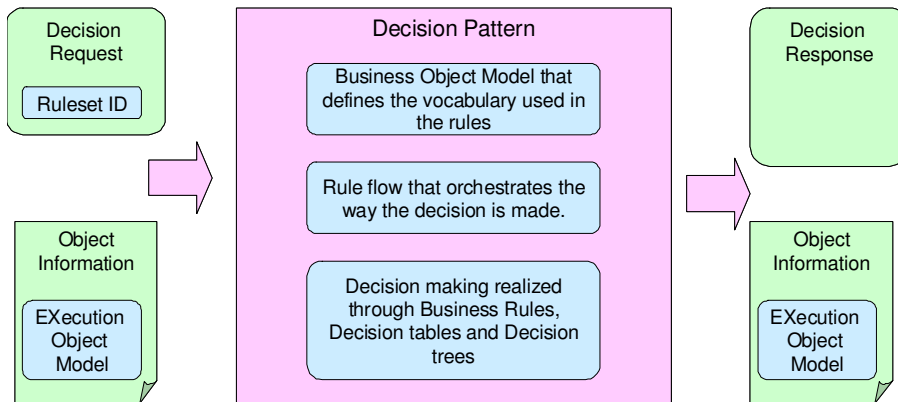 Decision
Request
Ruleset ID
Object
Information
EXecution
Object
Model
Decision Pattern
Business Object Model that
defines the vocabulary used in
the rules
Rule flow that orchestrates the
way the decision is made.
Decision making realized
through Business Rules,
Decision tables and Decision
trees
Decision
Response
Object
Information
EXecution
Object
Model